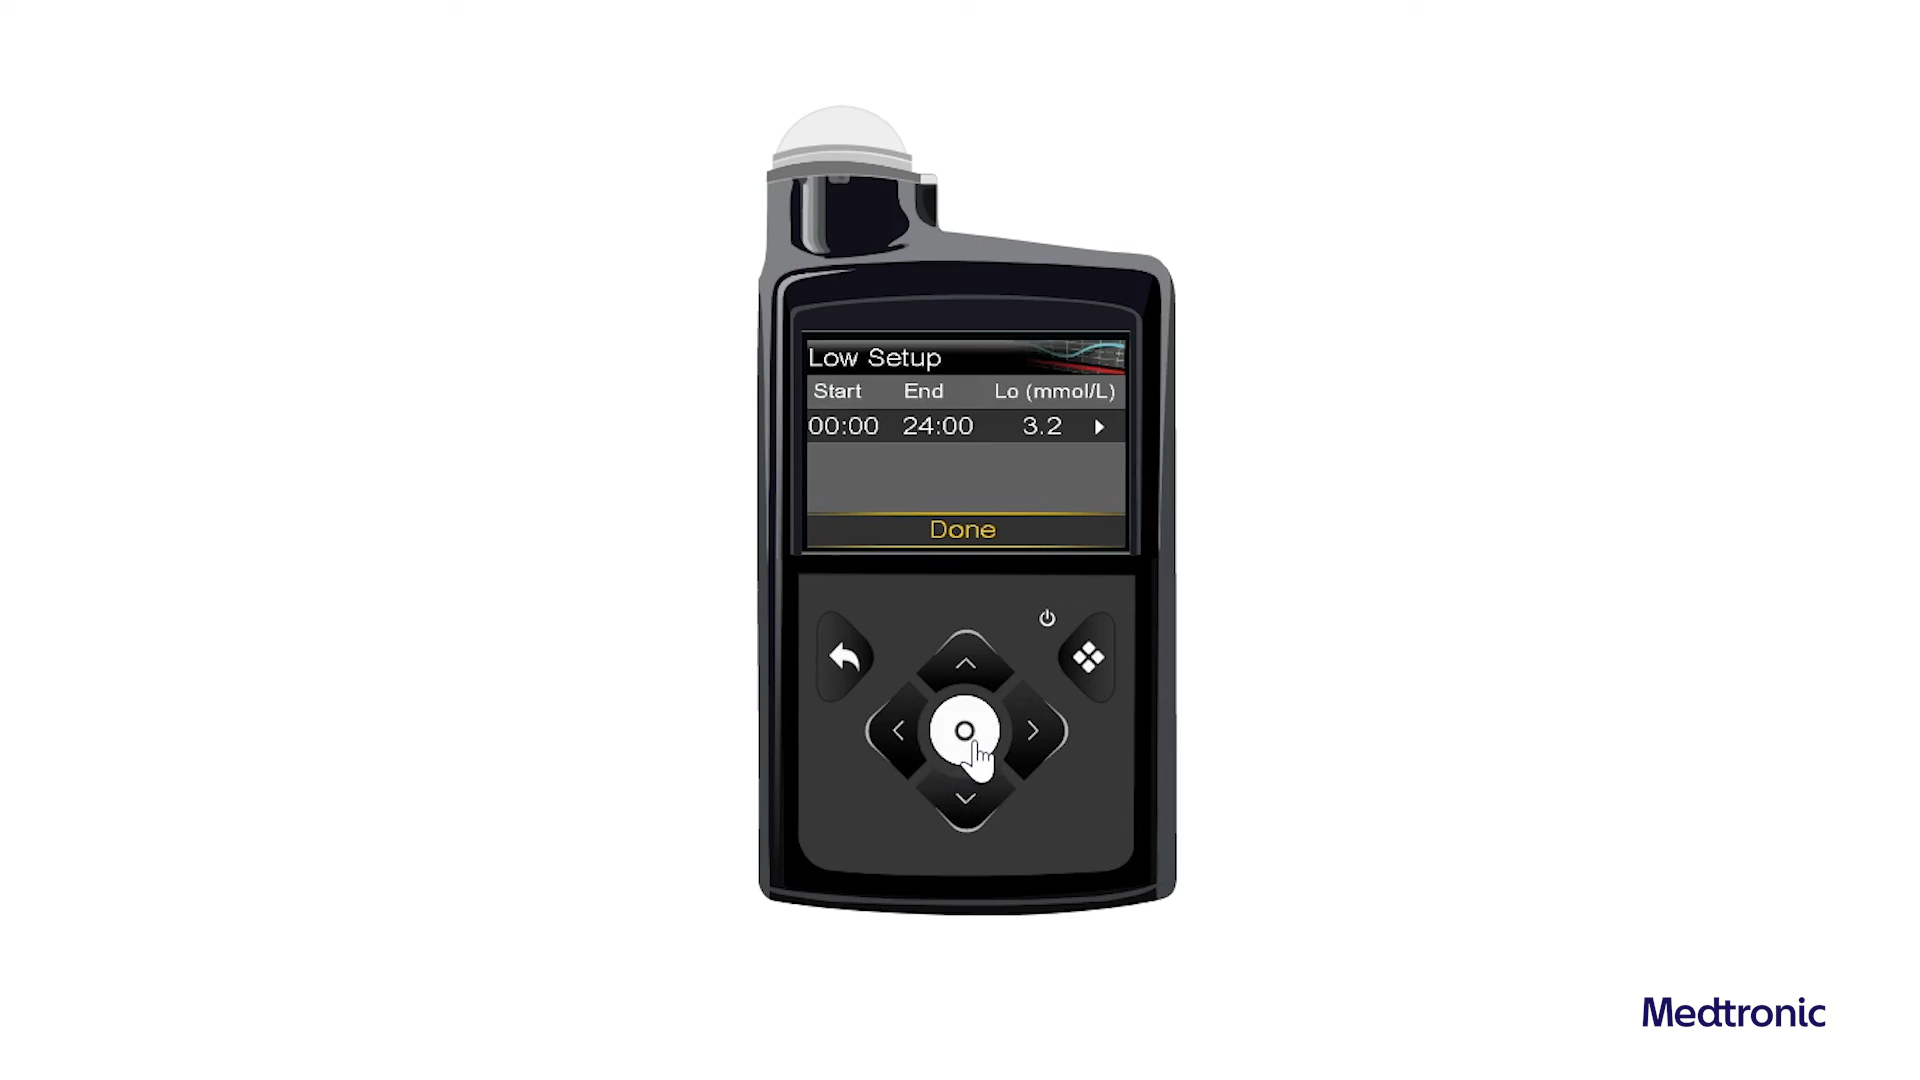 Low Setup
Start End Lo (mmol/L)
00:00 24:00 3.2
Done
Medtronic